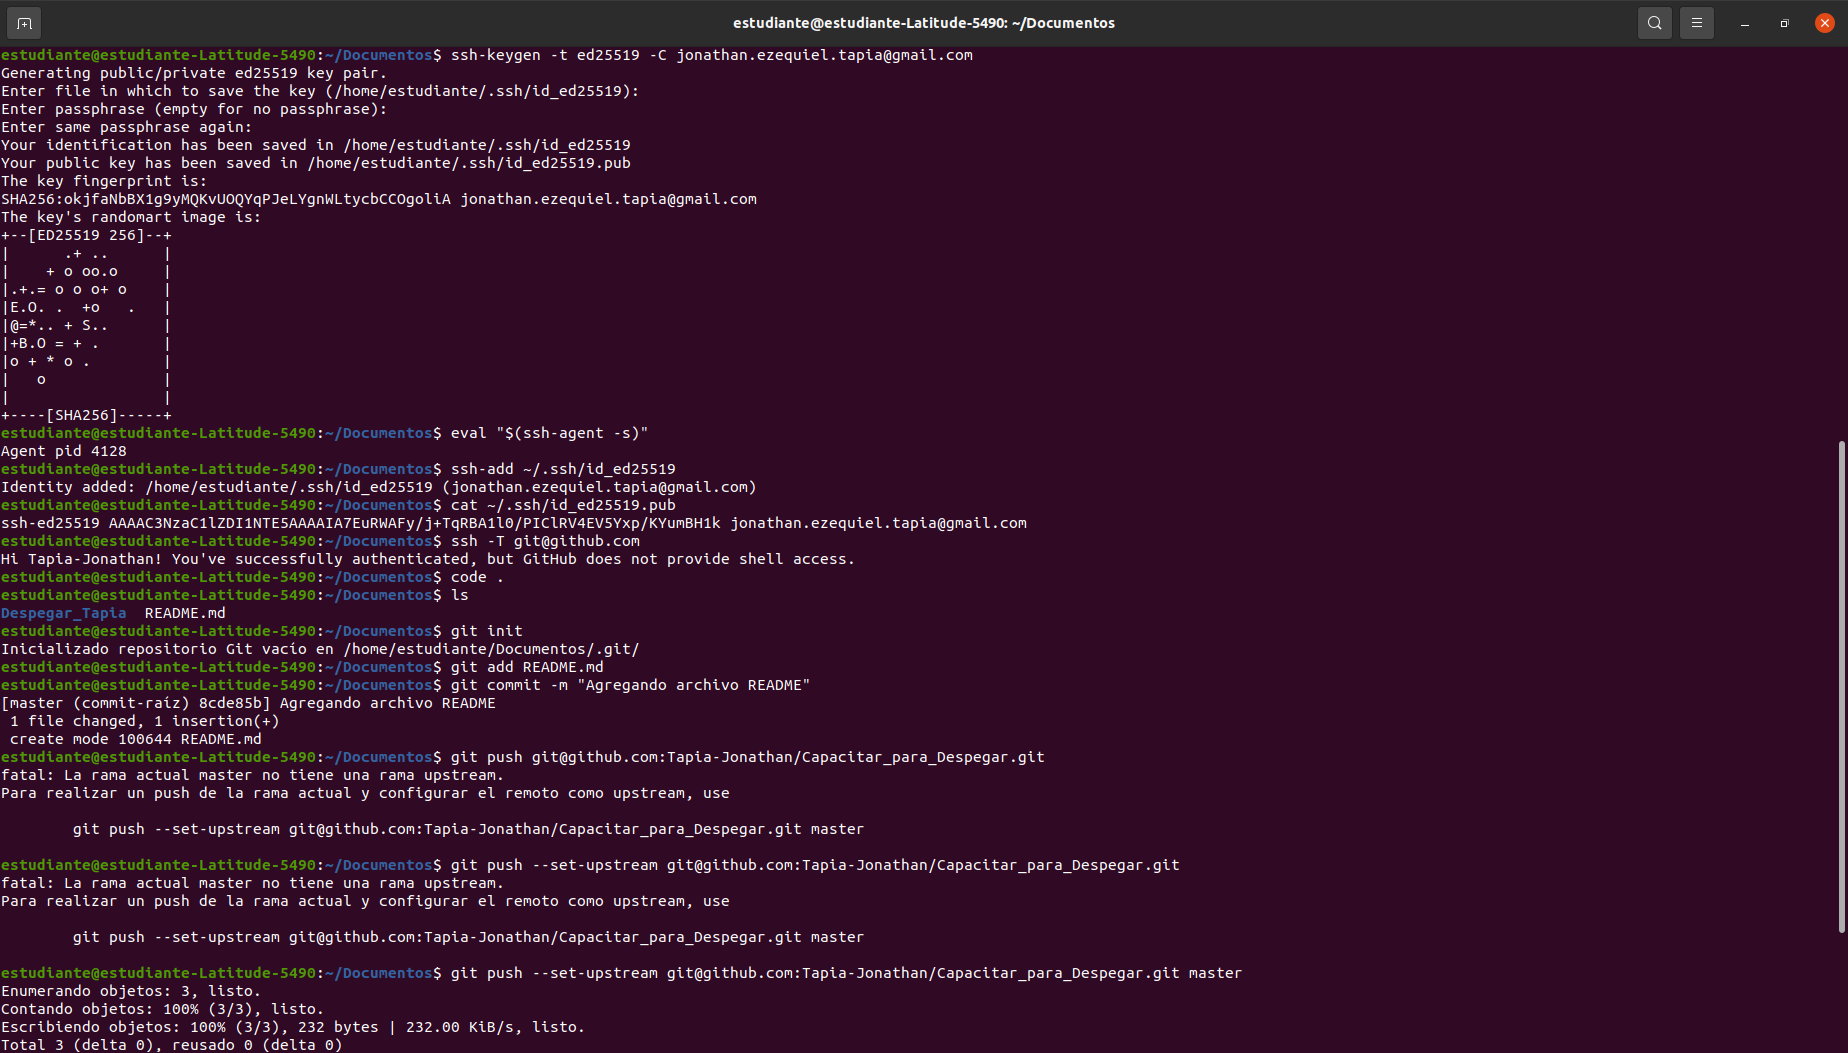 estudiante@estudiante-Latitude-5490: ~/Documentos
estudiante@estudiante-Latitude-5490:~/Documentos$ ssh-keygen -t ed25519 -C jonathan.ezequiel.tapia@gmail.com
Generating public/private ed25519 key pair.
Enter file in which to save the key (/home/estudiante/.ssh/id_ed25519):
Enter passphrase (empty for no passphrase):
Enter same passphrase again:
Your identification has been saved in /home/estudiante/.ssh/id_ed25519
Your public key has been saved in /home/estudiante/.ssh/id_ed25519.pub
The key fingerprint is:
SHA256:okjfaNbBX1g9yMQKvUOQYqPJeLYgnWLtycbCCOgoliA jonathan.ezequiel.tapia@gmail.com
The key's randomart image is:
+--[ED25519 256]--+
|      .+ ..      |
|    + o oo.o     |
|.+.= o o o+ o    |
|E.O. .  +o   .   |
|@=*.. + S..      |
|+B.O = + .       |
|o + * o .        |
|   o             |
|                 |
+----[SHA256]-----+
estudiante@estudiante-Latitude-5490:~/Documentos$ eval "$(ssh-agent -s)"
Agent pid 4128
estudiante@estudiante-Latitude-5490:~/Documentos$ ssh-add ~/.ssh/id_ed25519
Identity added: /home/estudiante/.ssh/id_ed25519 (jonathan.ezequiel.tapia@gmail.com)
estudiante@estudiante-Latitude-5490:~/Documentos$ cat ~/.ssh/id_ed25519.pub
ssh-ed25519 AAAAC3NzaC1lZDI1NTE5AAAAIA7EuRWAFy/j+TqRBA1l0/PIClRV4EV5Yxp/KYumBH1k jonathan.ezequiel.tapia@gmail.com
estudiante@estudiante-Latitude-5490:~/Documentos$ ssh -T git@github.com
Hi Tapia-Jonathan! You've successfully authenticated, but GitHub does not provide shell access.
estudiante@estudiante-Latitude-5490:~/Documentos$ code .
estudiante@estudiante-Latitude-5490:~/Documentos$ ls
Despegar_Tapia  README.md
estudiante@estudiante-Latitude-5490:~/Documentos$ git init
Inicializado repositorio Git vacío en /home/estudiante/Documentos/.git/
estudiante@estudiante-Latitude-5490:~/Documentos$ git add README.md
estudiante@estudiante-Latitude-5490:~/Documentos$ git commit -m "Agregando archivo README"
[master (commit-raíz) 8cde85b] Agregando archivo README
 1 file changed, 1 insertion(+)
 create mode 100644 README.md
estudiante@estudiante-Latitude-5490:~/Documentos$ git push git@github.com:Tapia-Jonathan/Capacitar_para_Despegar.git
fatal: La rama actual master no tiene una rama upstream.
Para realizar un push de la rama actual y configurar el remoto como upstream, use
        git push --set-upstream git@github.com:Tapia-Jonathan/Capacitar_para_Despegar.git master
estudiante@estudiante-Latitude-5490:~/Documentos$ git push --set-upstream git@github.com:Tapia-Jonathan/Capacitar_para_Despegar.git
fatal: La rama actual master no tiene una rama upstream.
Para realizar un push de la rama actual y configurar el remoto como upstream, use
        git push --set-upstream git@github.com:Tapia-Jonathan/Capacitar_para_Despegar.git master
estudiante@estudiante-Latitude-5490:~/Documentos$ git push --set-upstream git@github.com:Tapia-Jonathan/Capacitar_para_Despegar.git master
Enumerando objetos: 3, listo.
Contando objetos: 100% (3/3), listo.
Escribiendo objetos: 100% (3/3), 232 bytes | 232.00 KiB/s, listo.
Total 3 (delta 0), reusado 0 (delta 0)